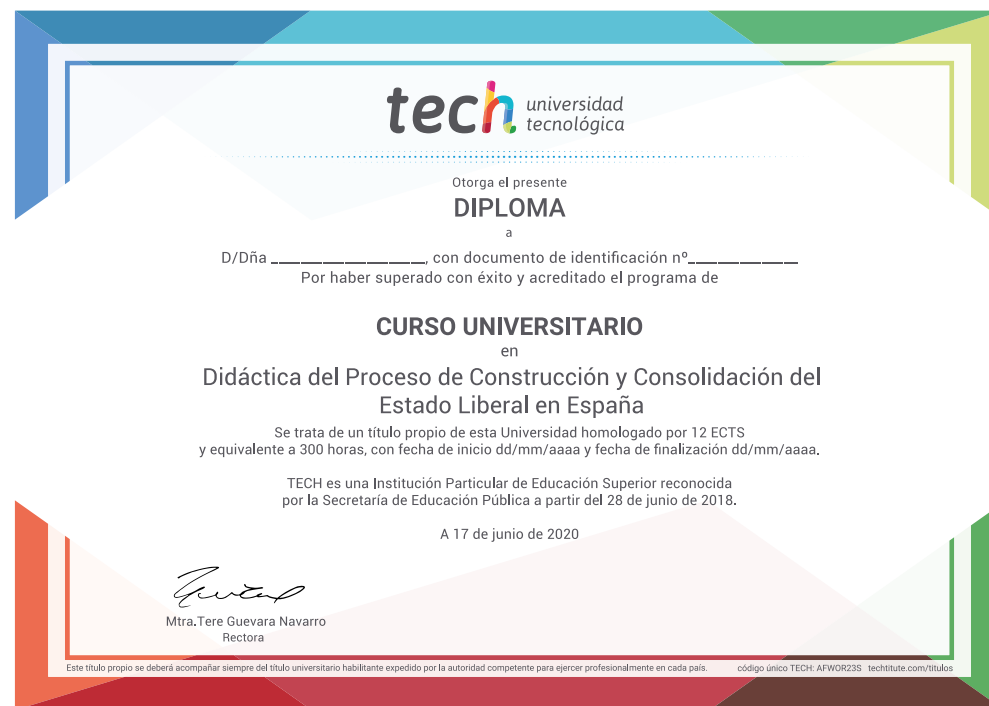 tech universidad
tecnológica
Otorga el presente
DIPLOMA
a
D/Dña ____________________, con documento de identificación nº______________
Por haber superado con éxito y acreditado el programa de
CURSO UNIVERSITARIO
en
Didáctica del Proceso de Construcción y Consolidación del
Estado Liberal en España
Se trata de un título propio de esta Universidad homologado por 12 ECTS
y equivalente a 300 horas, con fecha de inicio dd/mm/aaaa y fecha de finalización dd/mm/aaaa.
TECH es una Institución Particular de Educación Superior reconocida
por la Secretaría de Educación Pública a partir del 28 de junio de 2018.
A 17 de junio de 2020
Mtra.Tere Guevara Navarro
Rectora
Este título propio se deberá acompañar siempre del título universitario habilitante expedido por la autoridad competente para ejercer profesionalmente en cada país. código único TECH: AFWOR23S techtitute.com/titulos